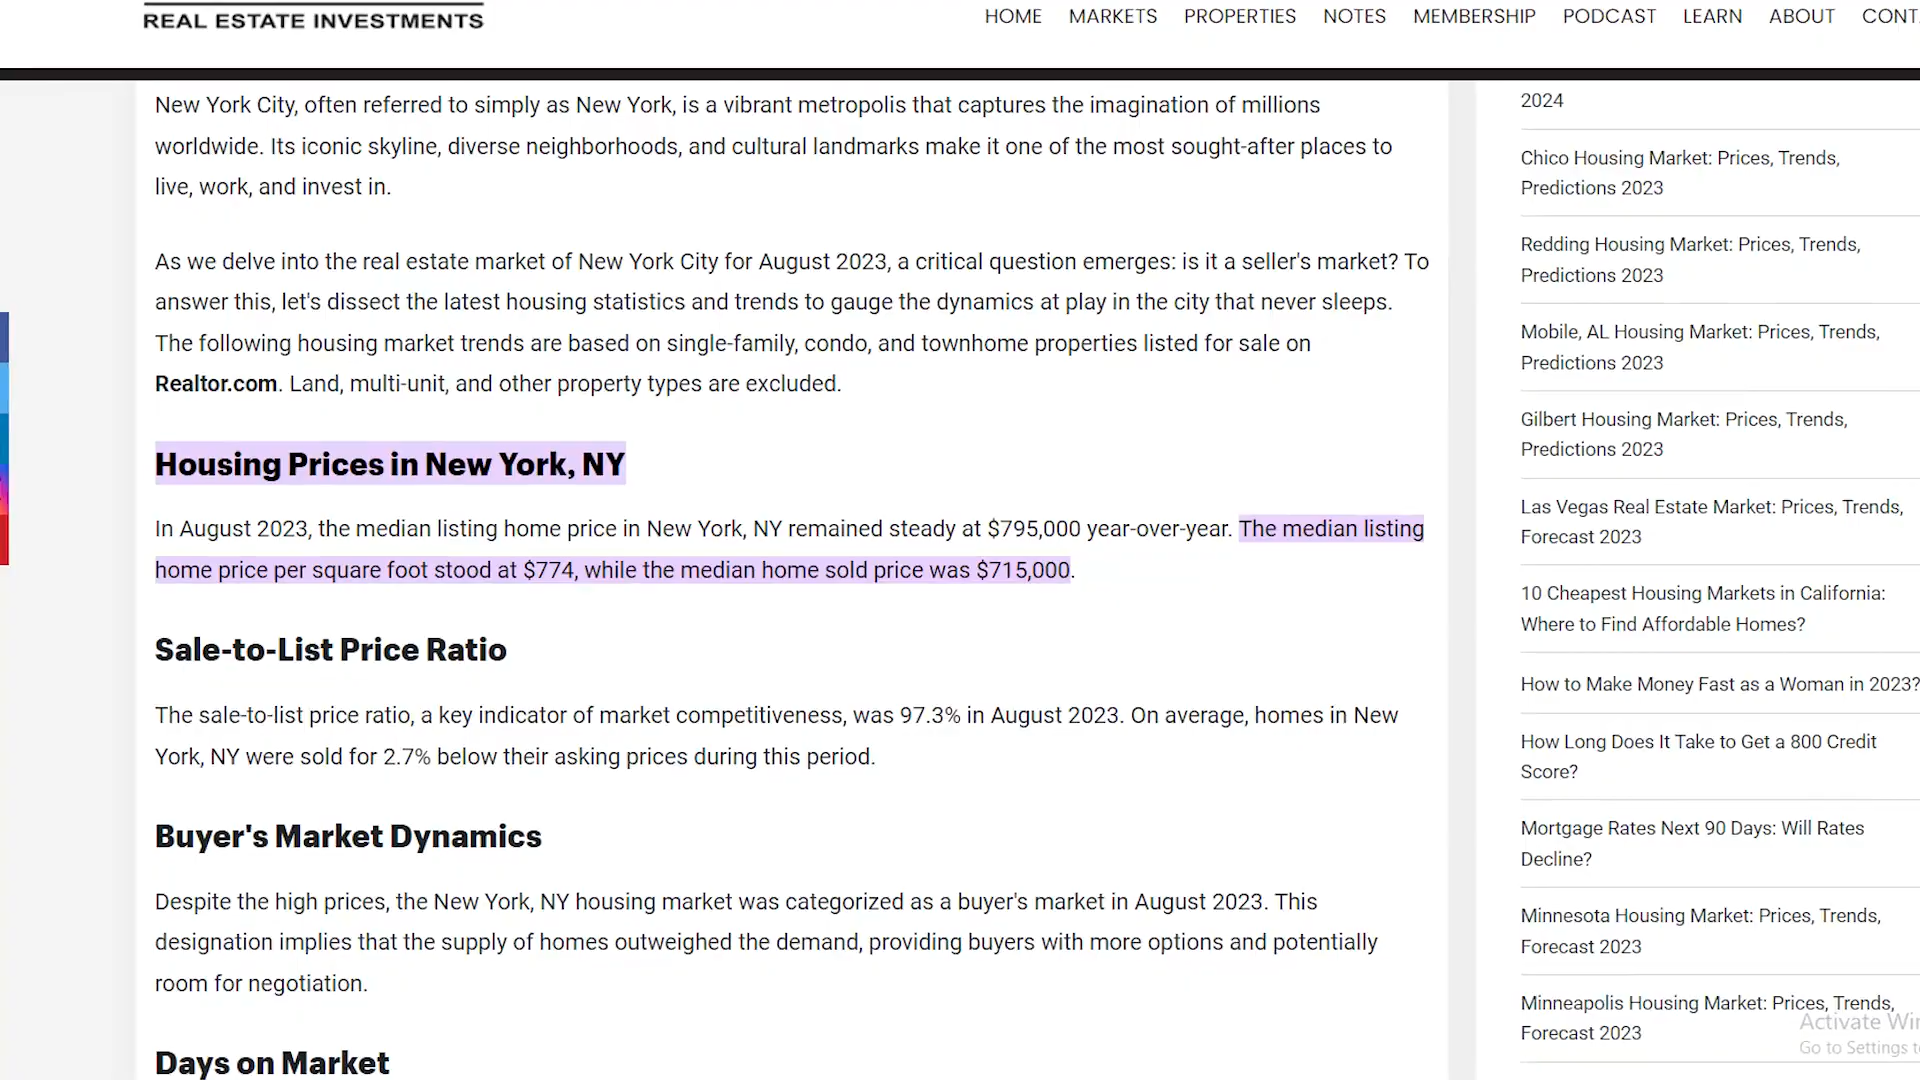 REAL ESTATE INVESTMENTS
HOME MARKETS PROPERTIES NOTES MEMBERSHIP PODCAST LEARN ABOUT CONT
New York City, often referred to simply as New York, is a vibrant metropolis that captures the imagination of millions
worldwide. Its iconic skyline, diverse neighborhoods, and cultural landmarks make it one of the most sought-after places to
live, work, and invest in.
As we delve into the real estate market of New York City for August 2023, a critical question emerges: is it a seller's market? To
answer this, let's dissect the latest housing statistics and trends to gauge the dynamics at play in the city that never sleeps.
The following housing market trends are based on single-family, condo, and townhome properties listed for sale on
Realtor.com. Land, multi-unit, and other property types are excluded.
Housing Prices in New York, NY
In August 2023, the median listing home price in New York, NY remained steady at $795,000 year-over-year. The median listing
home price per square foot stood at $774, while the median home sold price was $715,000.
Sale-to-List Price Ratio
The sale-to-list price ratio, a key indicator of market competitiveness, was 97.3% in August 2023. On average, homes in New
York, NY were sold for 2.7% below their asking prices during this period.
Buyer's Market Dynamics
Despite the high prices, the New York, NY housing market was categorized as a buyer's market in August 2023. This
designation implies that the supply of homes outweighed the demand, providing buyers with more options and potentially
room for negotiation.
Days on Market
2024
Chico Housing Market: Prices, Trends,
Predictions 2023
Redding Housing Market: Prices, Trends,
Predictions 2023
Mobile, AL Housing Market: Prices, Trends,
Predictions 2023
Gilbert Housing Market: Prices, Trends,
Predictions 2023
Las Vegas Real Estate Market: Prices, Trends,
Forecast 2023
10 Cheapest Housing Markets in California:
Where to Find Affordable Homes?
How to Make Money Fast as a Woman in 2023?
How Long Does It Take to Get a 800 Credit
Score?
Mortgage Rates Next 90 Days: Will Rates
Decline?
Minnesota Housing Market: Prices, Trends,
Forecast 2023
Minneapolis Housing Market: Prices, Trends,
Forecast 2023
Activate Wi
Go to Settings t